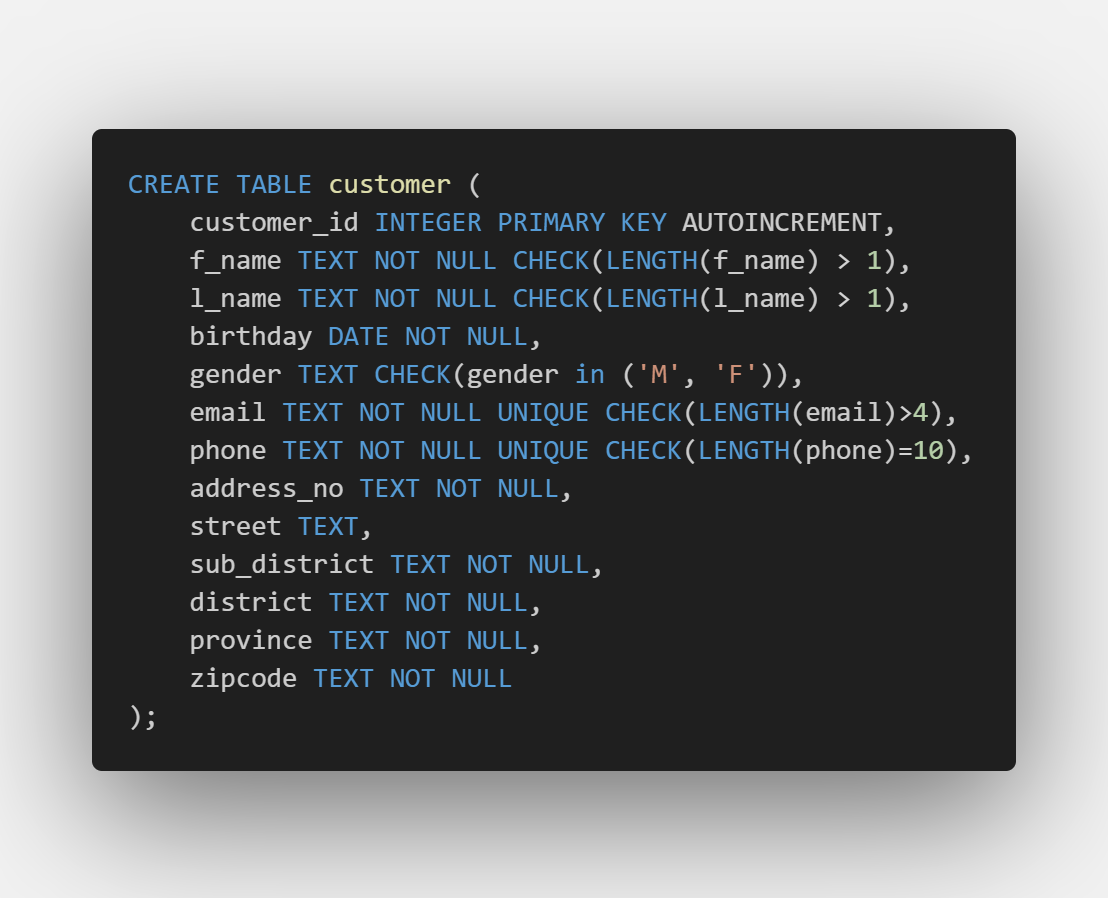 CREATE TABLE customer (
    customer_id INTEGER PRIMARY KEY AUTOINCREMENT,
    f_name TEXT NOT NULL CHECK(LENGTH(f_name) > 1),
    l_name TEXT NOT NULL CHECK(LENGTH(l_name) > 1),
    birthday DATE NOT NULL,
    gender TEXT CHECK(gender in ('M', 'F')),
    email TEXT NOT NULL UNIQUE CHECK(LENGTH(email)>4),
    phone TEXT NOT NULL UNIQUE CHECK(LENGTH(phone)=10),
    address_no TEXT NOT NULL,
    street TEXT,
    sub_district TEXT NOT NULL,
    district TEXT NOT NULL,
    province TEXT NOT NULL,
    zipcode TEXT NOT NULL
);